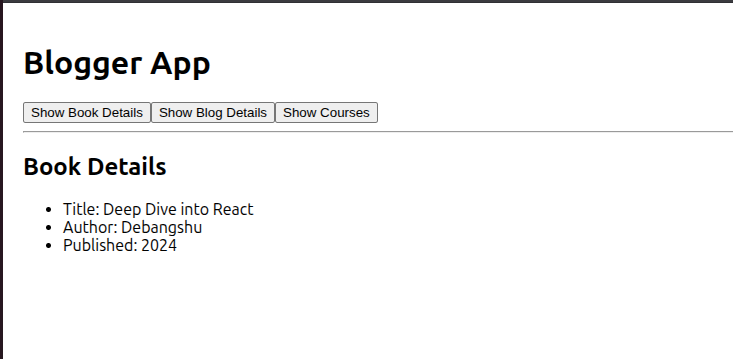 Blogger App
Show Book Details Show Blog Details Show Courses
Book Details
• Title: Deep Dive into React
• Author: Debangshu
• Published: 2024